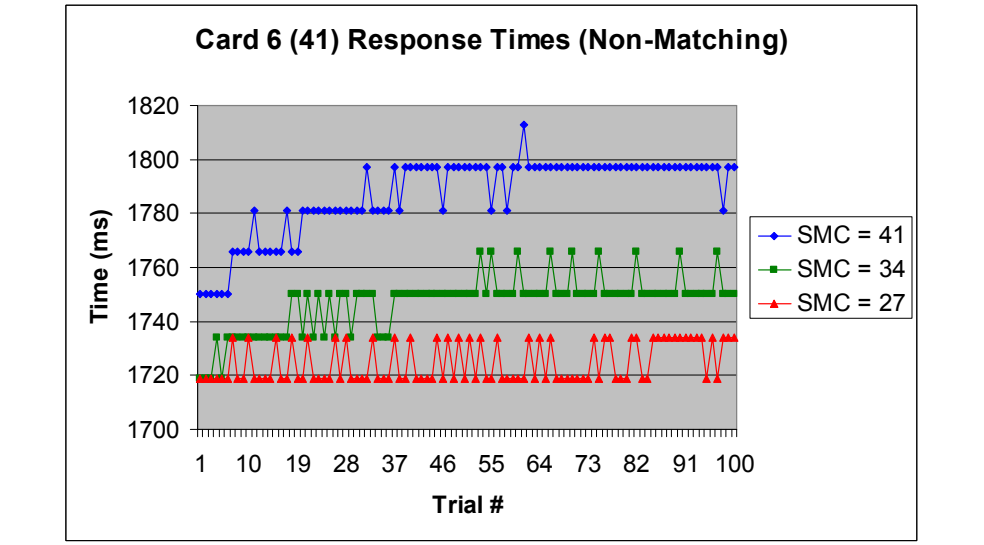 Card 6 (41) Response Times (Non-Matching)
1820
1800
1780
1760
1740
1720
1700
Time (ms)
1 10 19 28 37 46 55 64 73 82 91 100
Trial #
SMC = 41
SMC = 34
SMC = 27